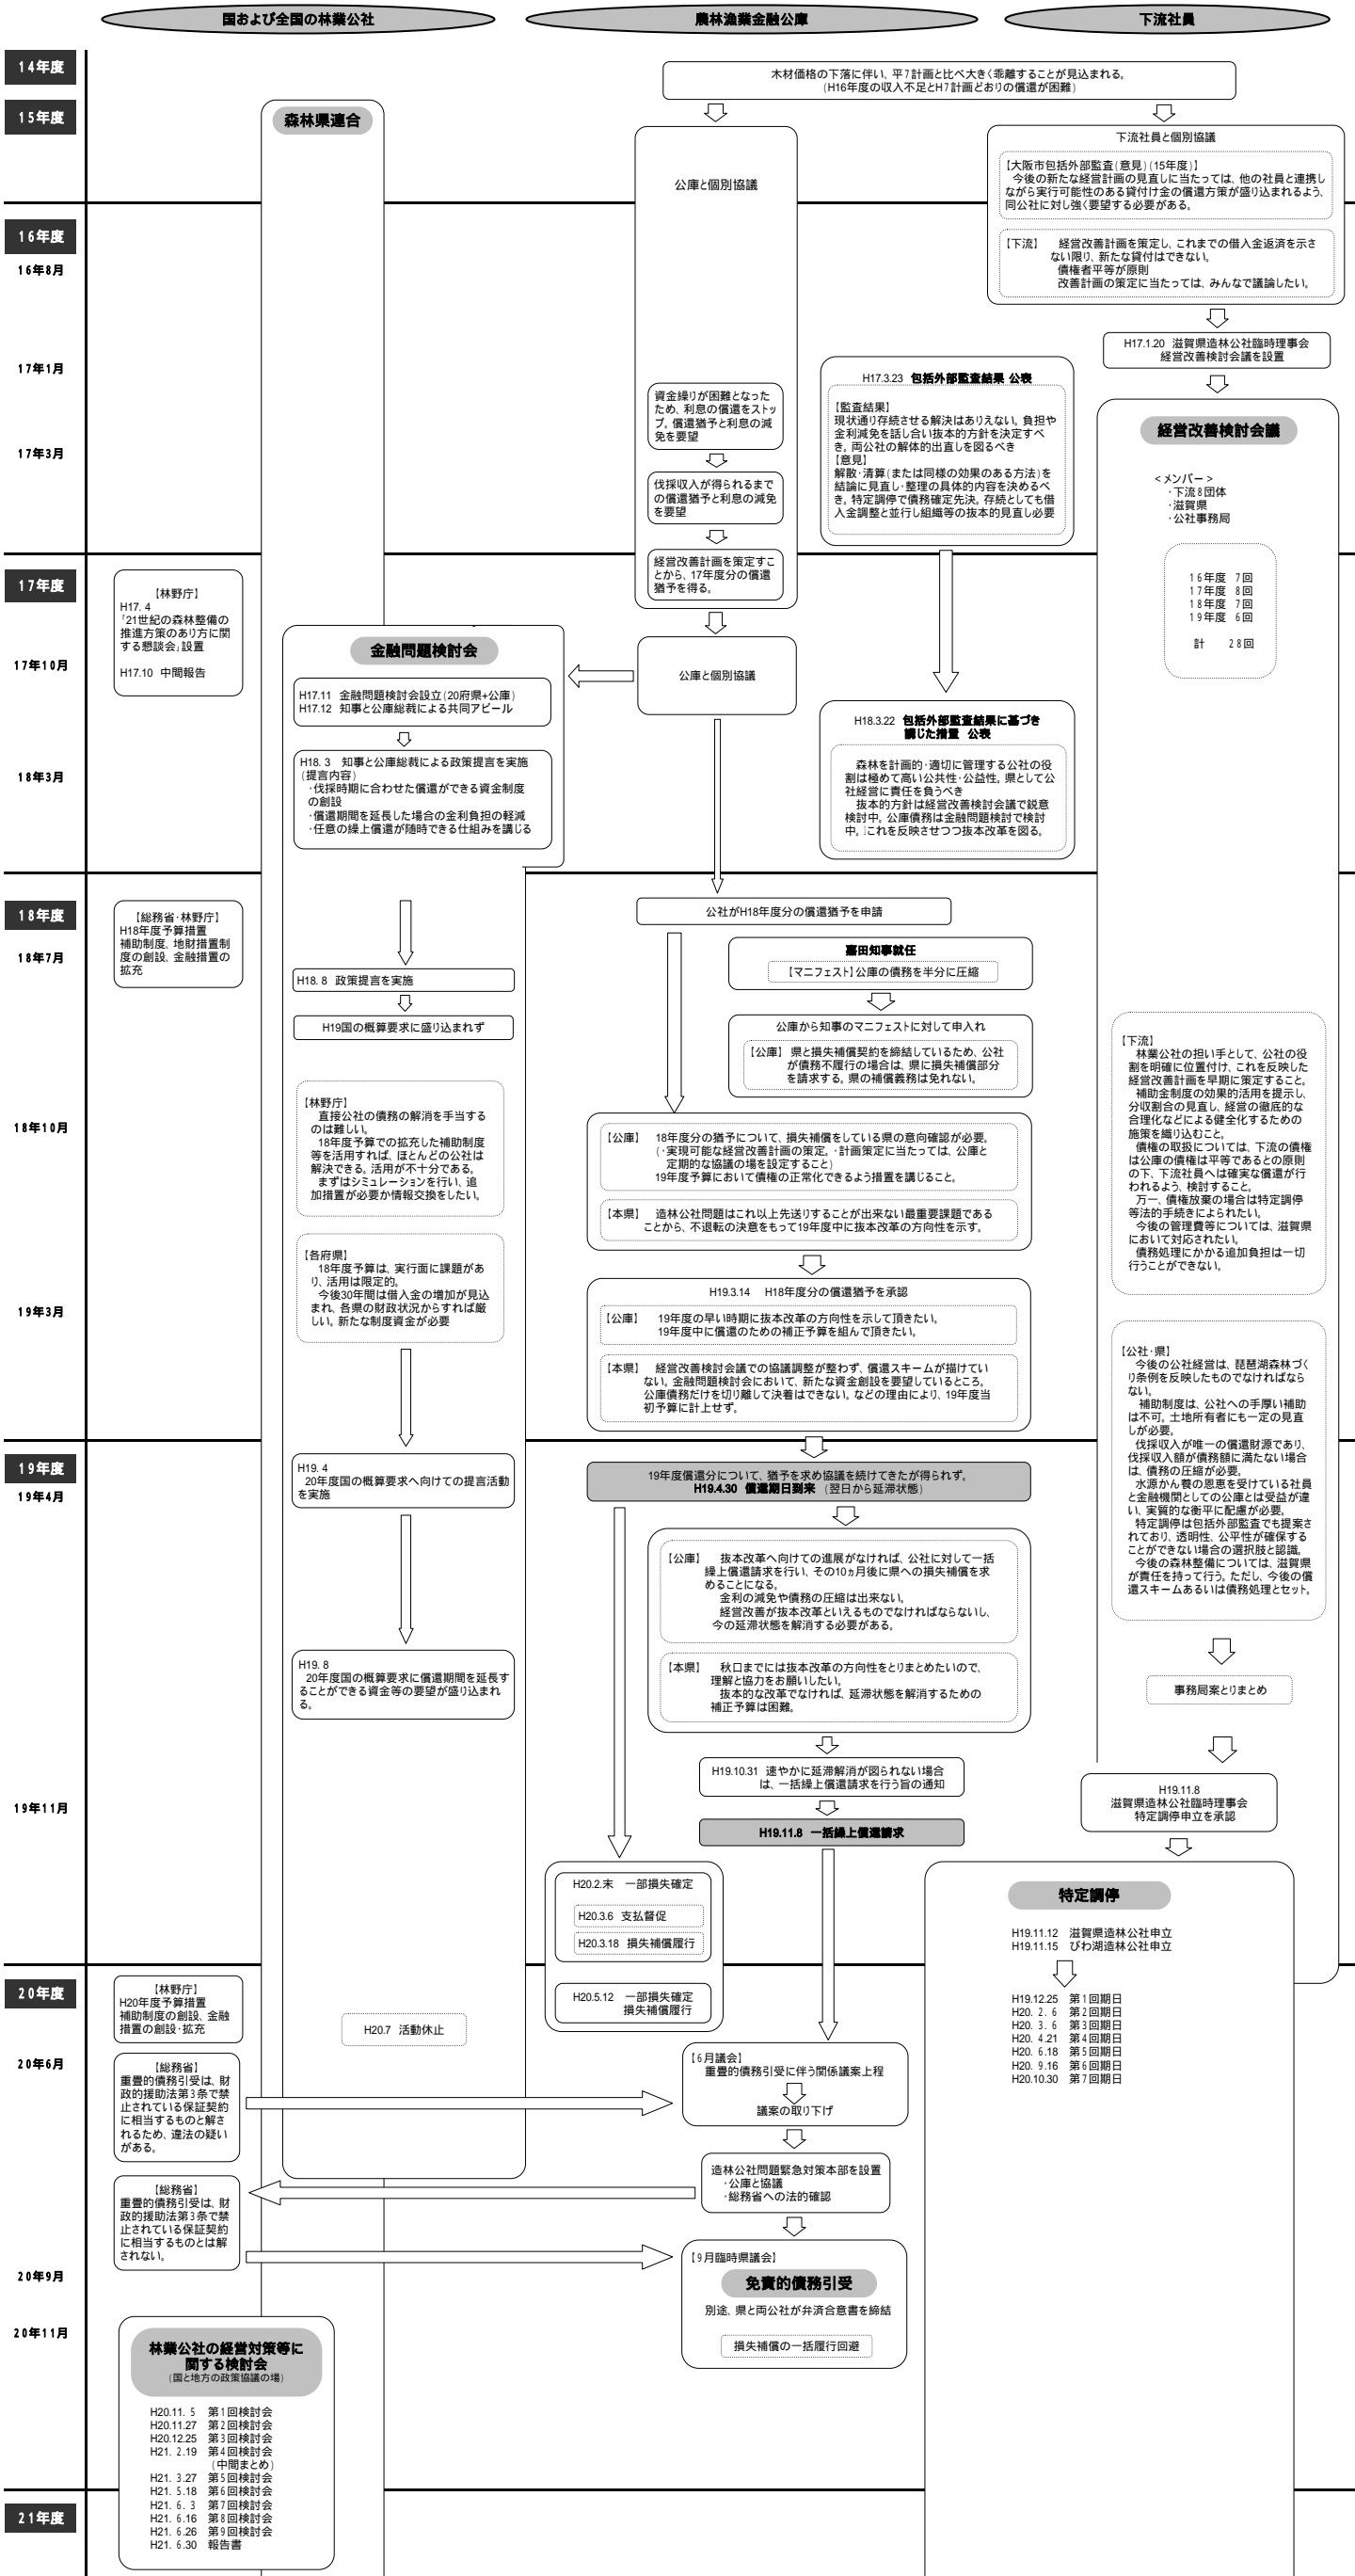 国および全国の林業公社
農林漁業金融公庫
下流社員
14年度
木材価格の下落に伴い、平7計画と比べ大きく乖離することが見込まれる。
(H16年度の収入不足とH7計画どおりの償還が困難)
15年度
森林県連合
公庫と個別協議
下流社員と個別協議
【大阪市包括外部監査(意見)(15年度)】
今後の新たな経営計画の見直しに当たっては、他の社員と連携し
ながら実行可能性のある貸付け金の償還方策が盛り込まれるよう、
同公社に対し強く要望する必要がある。
16年度
16年8月
【下流】 経営改善計画を策定し、これまでの借入金返済を示さ
ない限り、新たな貸付はできない。
債権者平等が原則
改善計画の策定に当たっては、みんなで議論したい。
17年1月
H17.1.20 滋賀県造林公社臨時理事会
経営改善検討会議を設置
資金繰りが困難となった
ため、利息の償還をストッ
プ。償還猶予と利息の減
免を要望
H17.3.23 包括外部監査結果 公表
【監査結果】
現状通り存続させる解決はありえない。負担や
金利減免を話し合い抜本的方針を決定すべ
き。両公社の解体的出直しを図るべき
【意見】
解散・清算(または同様の効果のある方法)を
結論に見直し・整理の具体的内容を決めるべ
き。特定調停で債務確定先決。存続としても借
入金調整と並行し組織等の抜本的見直し必要
経営改善検討会議
17年3月
伐採収入が得られるまで
の償還猶予と利息の減免
を要望
<メンバー>
・下流8団体
・滋賀県
・公社事務局
経営改善計画を策定すこ
とから、17年度分の償還
猶予を得る。
16年度 7回
17年度 8回
18年度 7回
19年度 6回
計 28回
17年度
【林野庁】
H17.4
「21世紀の森林整備の
推進方策のあり方に関
する懇談会」設置
H17.10 中間報告
17年10月
金融問題検討会
H17.11 金融問題検討会設立(20府県+公庫)
H17.12 知事と公庫総裁による共同アピール
公庫と個別協議
H18.3.22 包括外部監査結果に基づき
講じた措置 公表
森林を計画的・適切に管理する公社の役
割は極めて高い公共性・公益性。県として公
社経営に責任を負うべき
抜本的方針は経営改善検討会議で鋭意
検討中。公庫債務は金融問題検討で検討
中。これを反映させつつ抜本改革を図る。
18年3月
H18.3 知事と公庫総裁による政策提言を実施
(提言内容)
・伐採時期に合わせた償還ができる資金制度
の創設
・償還期間を延長した場合の金利負担の軽減
・任意の繰上償還が随時できる仕組みを講じる
18年度
【総務省・林野庁】
H18年度予算措置
補助制度、地財措置制
度の創設、金融措置の
拡充
公社がH18年度分の償還猶予を申請
18年7月
嘉田知事就任
【マニフェスト】公庫の債務を半分に圧縮
H18.8 政策提言を実施
H19国の概算要求に盛り込まれず
公庫から知事のマニフェストに対して申入れ
【公庫】 県と損失補償契約を締結しているため、公社
が債務不履行の場合は、県に損失補償部分
を請求する。県の補償義務は免れない。
【下流】
林業公社の担い手として、公社の役
割を明確に位置付け、これを反映した
経営改善計画を早期に策定すること。
補助金制度の効果的活用を提示し、
分収割合の見直し、経営の徹底的な
合理化などによる健全化するための
施策を織り込むこと。
債権の取扱については、下流の債権
は公庫の債権は平等であるとの原則
の下、下流社員へは確実な償還が行
われるよう、検討すること。
万一、債権放棄の場合は特定調停
等法的手続きによられたい。
今後の管理費等については、滋賀県
において対応されたい。
債務処理にかかる追加負担は一切
行うことができない。
【林野庁】
直接公社の債務の解消を手当する
のは難しい。
18年度予算での拡充した補助制度
等を活用すれば、ほとんどの公社は
解決できる。活用が不十分である。
まずはシミュレーションを行い、追
加措置が必要か情報交換をしたい。
18年10月
【公庫】 18年度分の猶予について、損失補償をしている県の意向確認が必要。
(・実現可能な経営改善計画の策定。・計画策定に当たっては、公庫と
定期的な協議の場を設定すること)
19年度予算において債権の正常化できるよう措置を講じること。
【本県】 造林公社問題はこれ以上先送りすることが出来ない最重要課題である
ことから、不退転の決意をもって19年度中に抜本改革の方向性を示す。
【各府県】
18年度予算は、実行面に課題があ
り、活用は限定的。
今後30年間は借入金の増加が見込
まれ、各県の財政状況からすれば厳
しい。新たな制度資金が必要
19年3月
H19.3.14 H18年度分の償還猶予を承認
【公庫】 19年度の早い時期に抜本改革の方向性を示して頂きたい。
19年度中に償還のための補正予算を組んで頂きたい。
【本県】 経営改善検討会議での協議調整が整わず、償還スキームが描けてい
ない。金融問題検討会において、新たな資金創設を要望しているところ。
公庫債務だけを切り離して決着はできない。などの理由により、19年度当
初予算に計上せず。
【公社・県】
今後の公社経営は、琵琶湖森林づく
り条例を反映したものでなければなら
ない。
補助制度は、公社への手厚い補助
は不可。土地所有者にも一定の見直
しが必要。
伐採収入が唯一の償還財源であり、
伐採収入額が債務額に満たない場合
は、債務の圧縮が必要。
水源かん養の恩恵を受けている社員
と金融機関としての公庫とは受益が違
い、実質的な衡平に配慮が必要。
特定調停は包括外部監査でも提案さ
れており、透明性、公平性が確保する
ことができない場合の選択肢と認識。
今後の森林整備については、滋賀県
が責任を持って行う。ただし、今後の償
還スキームあるいは債務処理とセット。
19年度
19年4月
H19.4
20年度国の概算要求へ向けての提言活動
を実施
19年度償還分について、猶予を求め協議を続けてきたが得られず。
H19.4.30 償還期日到来 (翌日から延滞状態)
【公庫】 抜本改革へ向けての進展がなければ、公社に対して一括
繰上償還請求を行い、その10ヵ月後に県への損失補償を求
めることになる。
金利の減免や債務の圧縮は出来ない。
経営改善が抜本改革といえるものでなければならないし、
今の延滞状態を解消する必要がある。
【本県】 秋口までには抜本改革の方向性をとりまとめたいので、
理解と協力をお願いしたい。
抜本的な改革でなければ、延滞状態を解消するための
補正予算は困難。
H19.8
20年度国の概算要求に償還期間を延長す
ることができる資金等の要望が盛り込まれ
る。
事務局案とりまとめ
H19.10.31 速やかに延滞解消が図られない場合
は、一括繰上償還請求を行う旨の通知
19年11月
H19.11.8
滋賀県造林公社臨時理事会
特定調停申立を承認
H19.11.8 一括繰上償還請求
H20.2.末 一部損失確定
H20.3.6 支払督促
H20.3.18 損失補償履行
特定調停
H19.11.12 滋賀県造林公社申立
H19.11.15 びわ湖造林公社申立
20年度
【林野庁】
H20年度予算措置
補助制度の創設、金融
措置の創設・拡充
H20.5.12 一部損失確定
損失補償履行
H20.7 活動休止
H19.12.25 第1回期日
H20. 2. 6 第2回期日
H20. 3. 6 第3回期日
H20. 4.21 第4回期日
H20. 6.18 第5回期日
H20. 9.16 第6回期日
H20.10.30 第7回期日
20年6月
【総務省】
重畳的債務引受は、財
政的援助法第3条で禁
止されている保証契約
に相当するものと解さ
れるため、違法の疑い
がある。
【6月議会】
重畳的債務引受に伴う関係議案上程
議案の取り下げ
造林公社問題緊急対策本部を設置
・公庫と協議
・総務省への法的確認
【総務省】
重畳的債務引受は、財
政的援助法第3条で禁
止されている保証契約
に相当するものとは解
されない。
20年9月
【9月臨時県議会】
免責的債務引受
別途、県と両公社が弁済合意書を締結
損失補償の一括履行回避
20年11月
林業公社の経営対策等に
関する検討会
(国と地方の政策協議の場)
H20.11. 5 第1回検討会
H20.11.27 第2回検討会
H20.12.25 第3回検討会
H21. 2.19 第4回検討会
(中間まとめ)
H21. 3.27 第5回検討会
H21. 5.18 第6回検討会
H21. 6. 3 第7回検討会
H21. 6.16 第8回検討会
H21. 6.26 第9回検討会
H21. 6.30 報告書
21年度